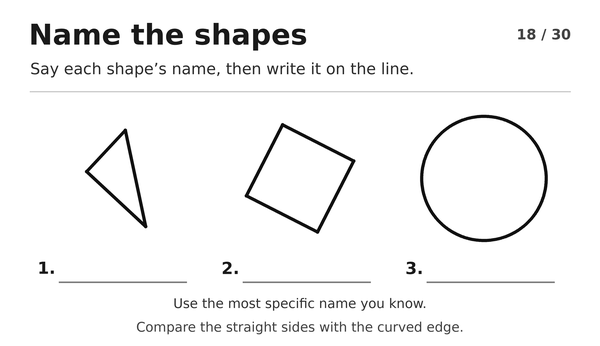 Name the shapes
18 / 30
Say each shape’s name, then write it on the line.
1.
2.
3.
Use the most specific name you know.
Compare the straight sides with the curved edge.